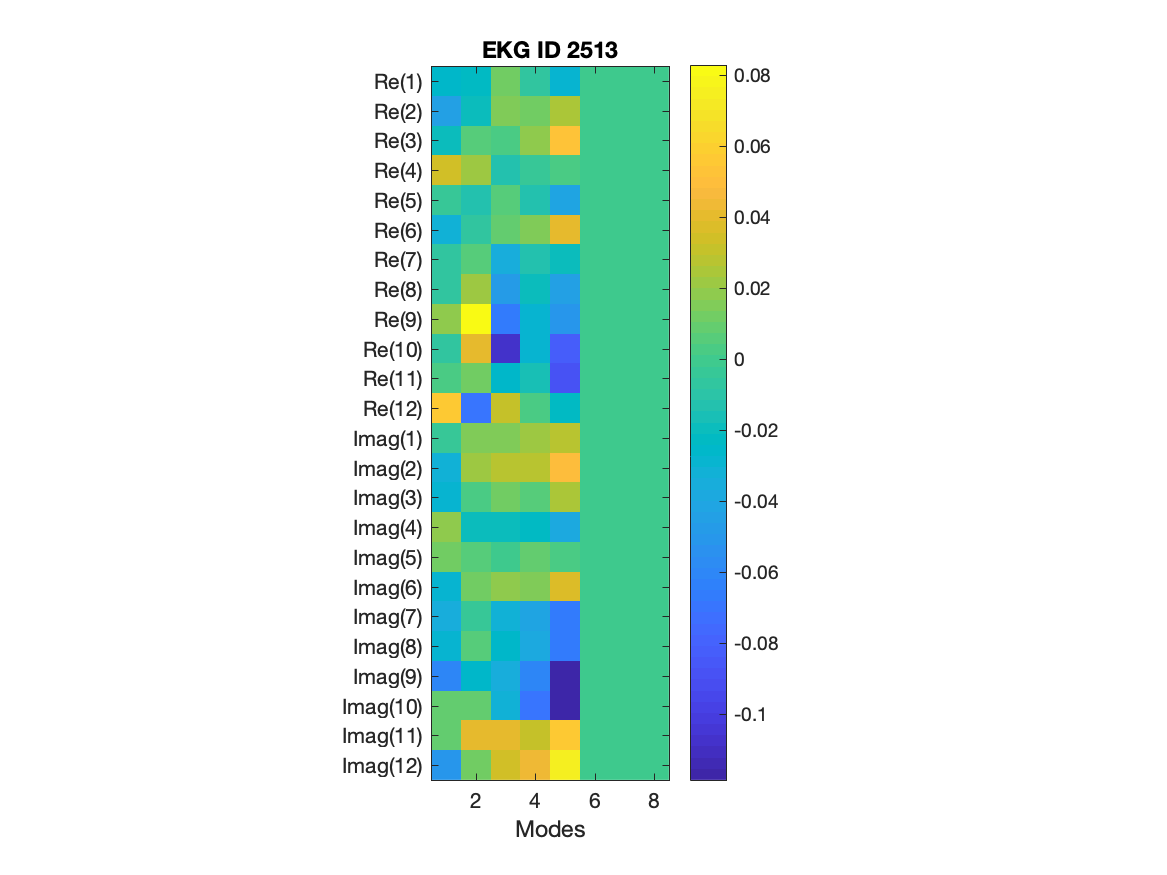 EKG ID 2513
Re(1)
Re(2)
Re(3)
Re(4)
Re(5)
Re(6)
Re(7)
Re(8)
Re(9)
Re(10)
Re(11)
Re(12)
Imag(1)
Imag(2)
Imag(3)
Imag(4)
Imag(5)
Imag(6)
Imag(7)
Imag(8)
Imag(9)
Imag(10)
Imag(11)
Imag(12)
2 4 6 8
Modes
0.08
0.06
0.04
0.02
0
-0.02
-0.04
-0.06
-0.08
-0.1